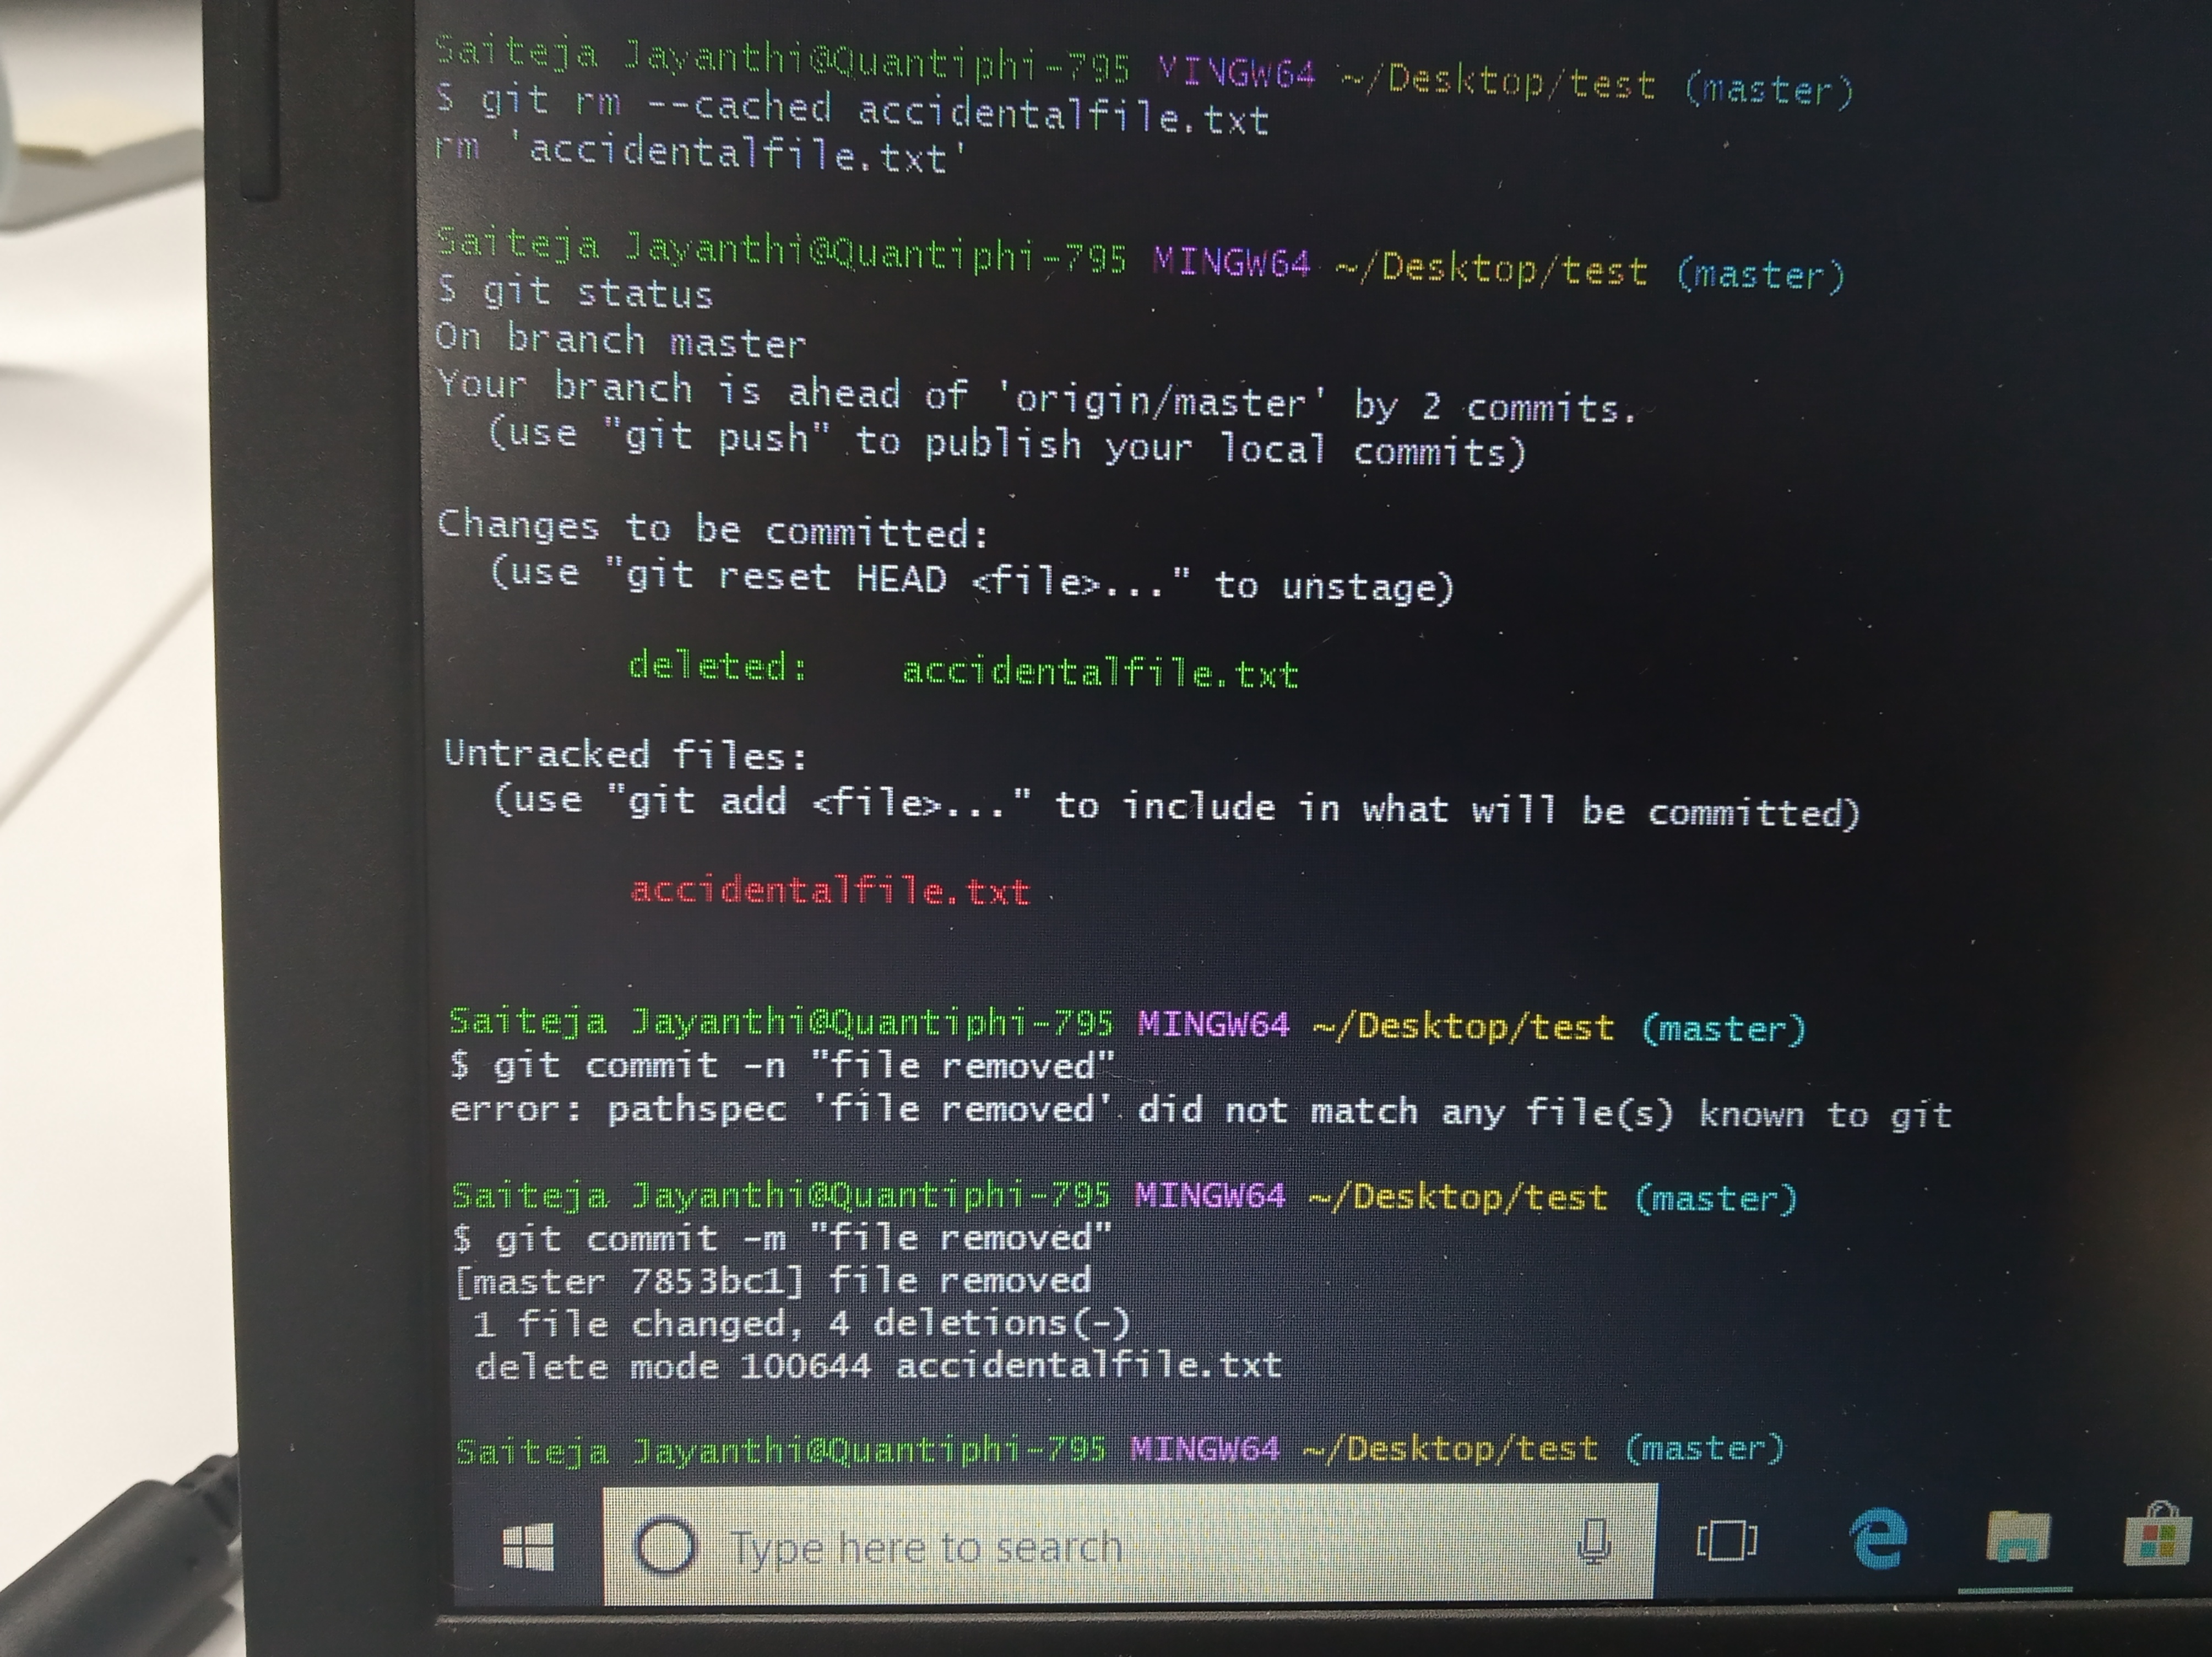 Saiteja Jayanthi@Quantiphi-795 MINGW64 ~/Desktop/test (master)
$ git rm --cached accidentalfile.txt
rm 'accidentalfile.txt'
Saiteja Jayanthi@Quantiphi-795 MINGW64 ~/Desktop/test (master)
$ git status
On branch master
Your branch is ahead of 'origin/master' by 2 commits.
  (use "git push" to publish your local commits)
Changes to be committed:
  (use "git reset HEAD <file>..." to unstage)
        deleted:    accidentalfile.txt
Untracked files:
  (use "git add <file>..." to include in what will be committed)
        accidentalfile.txt
Saiteja Jayanthi@Quantiphi-795 MINGW64 ~/Desktop/test (master)
$ git commit -n "file removed"
error: pathspec 'file removed' did not match any file(s) known to git
Saiteja Jayanthi@Quantiphi-795 MINGW64 ~/Desktop/test (master)
$ git commit -m "file removed"
[master 7853bc1] file removed
 1 file changed, 4 deletions(-)
 delete mode 100644 accidentalfile.txt
Saiteja Jayanthi@Quantiphi-795 MINGW64 ~/Desktop/test (master)
Type here to search